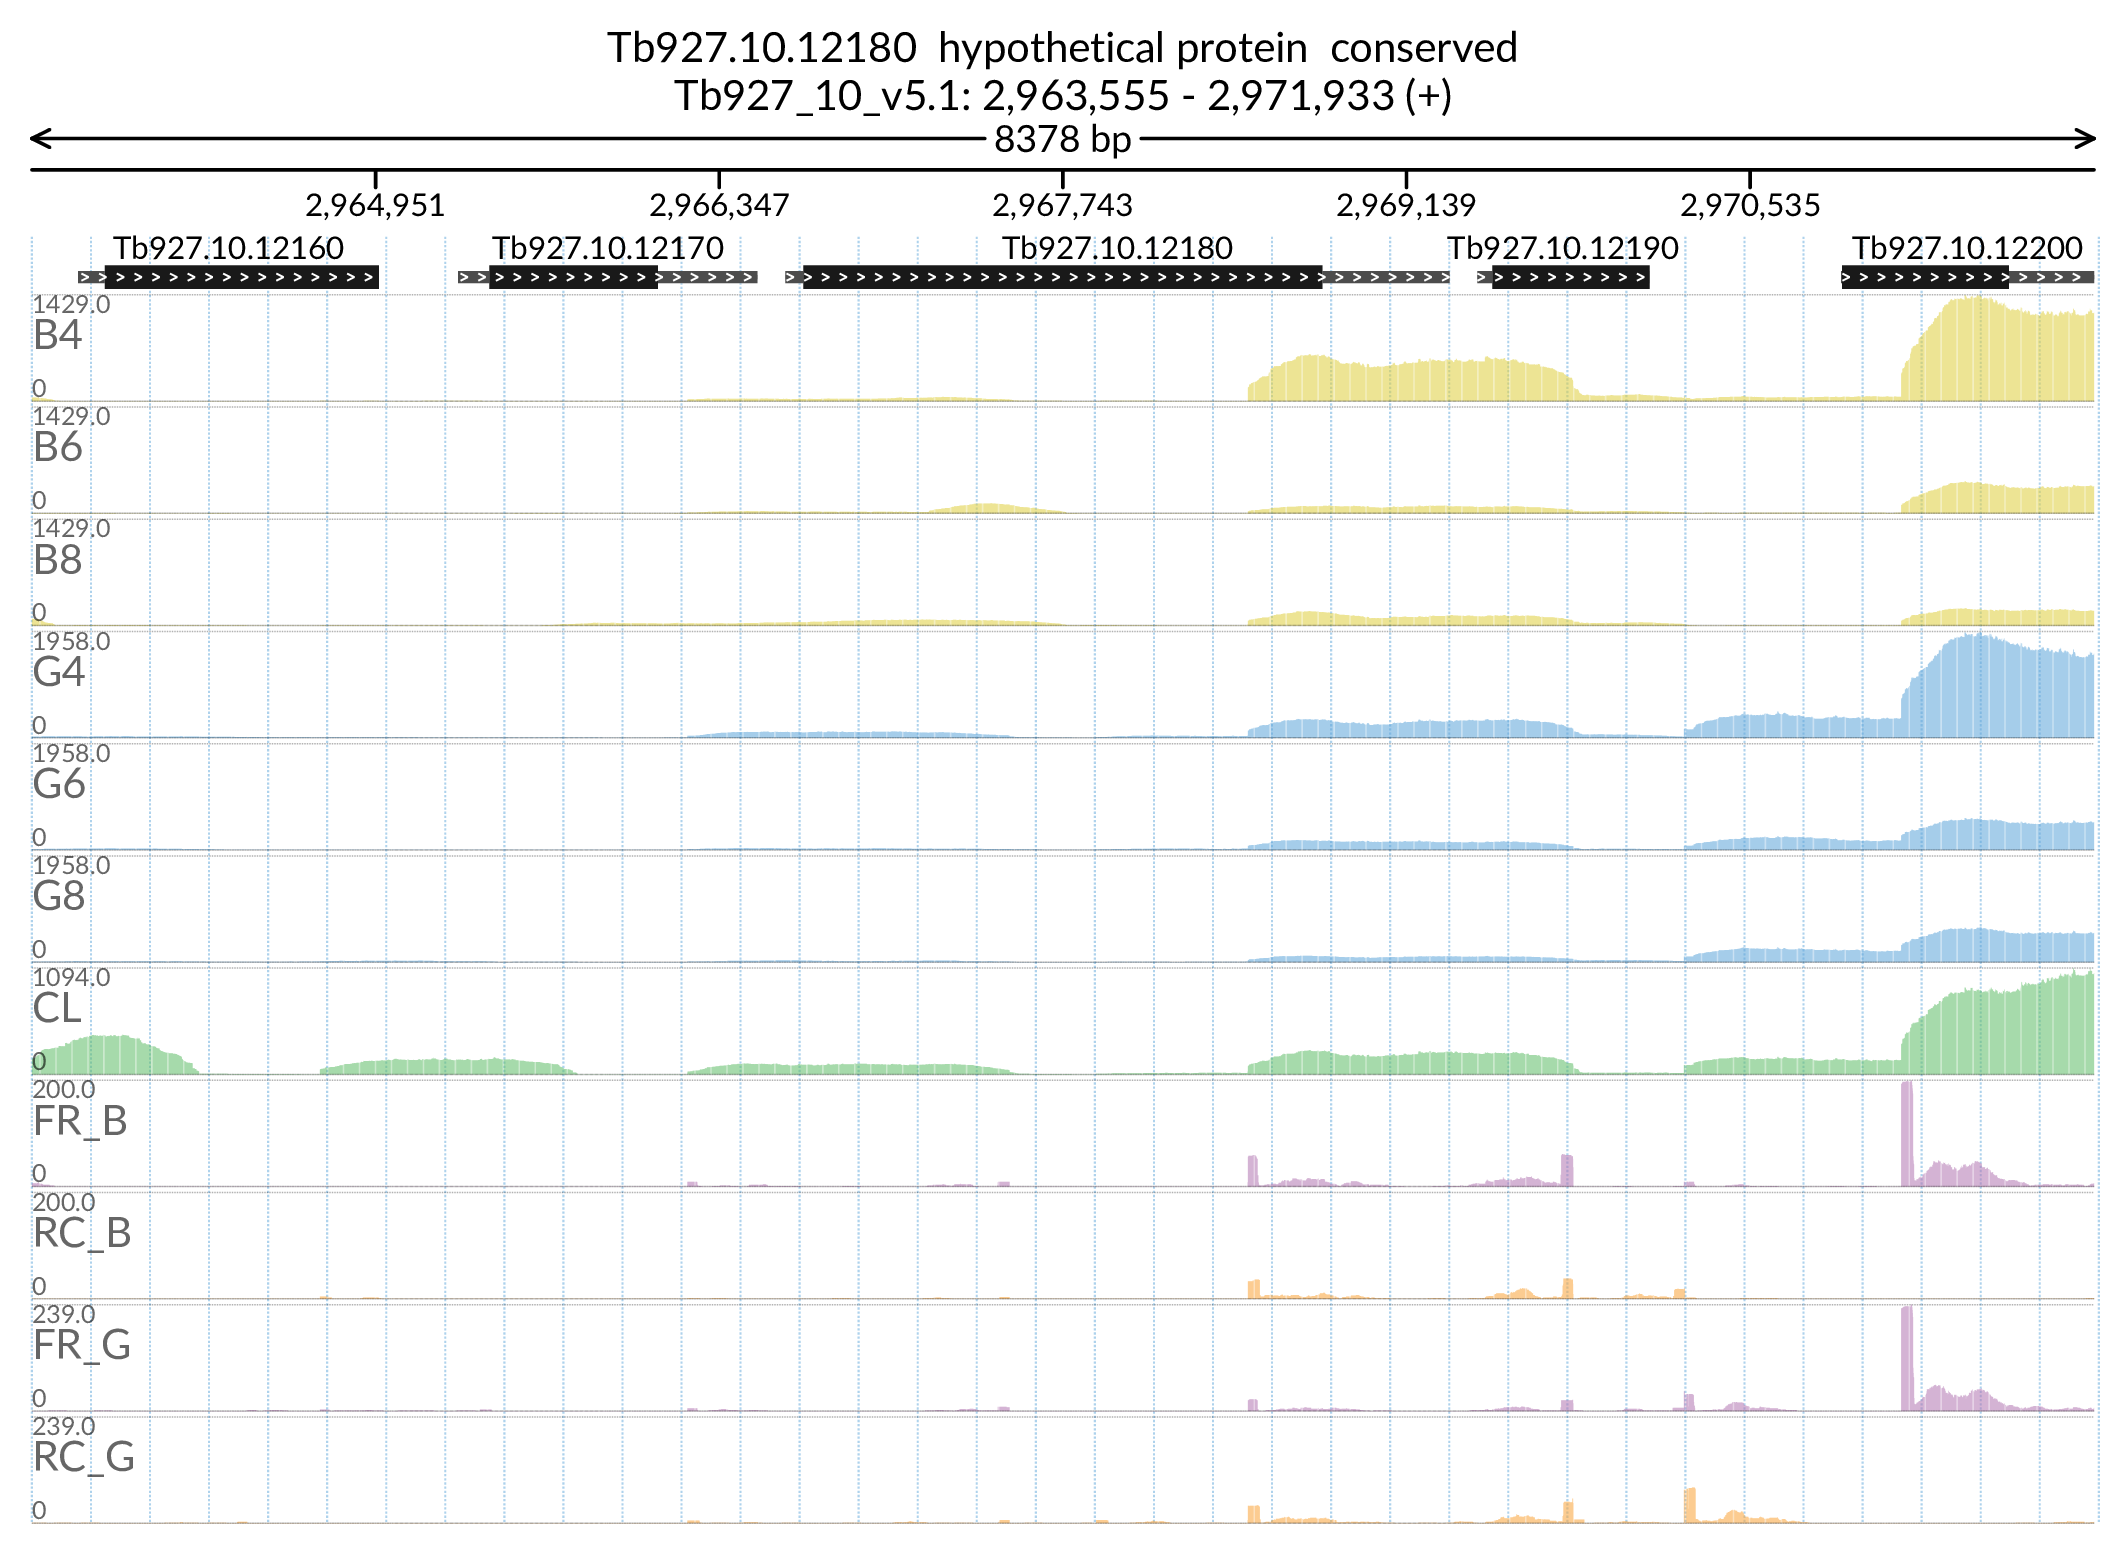 Tb927.10.12180  hypothetical protein  conserved
Tb927_10_v5.1: 2,963,555 - 2,971,933 (+)
8378 bp
2,964,951 2,966,347 2,967,743 2,969,139 2,970,535
Tb927.10.12160 Tb927.10.12170 Tb927.10.12180 Tb927.10.12190 Tb927.10.12200
1429.0
B4
0
1429.0
B6
0
1429.0
B8
0
1958.0
G4
0
1958.0
G6
0
1958.0
G8
0
1094.0
CL
0
200.0
FR_B
0
200.0
RC_B
0
239.0
FR_G
0
239.0
RC_G
0